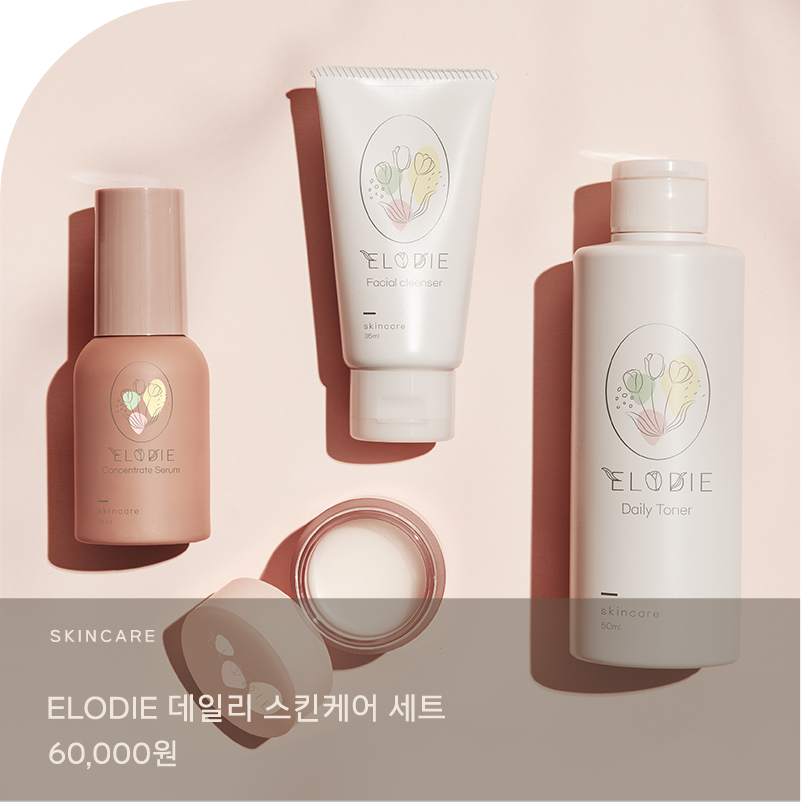 ELODIE
Facial cleenser
skincare
35ml
ELODIE
Concentrate Serum
skincare
ELODIE
Daily Toner
skincare
50ml
SKINCARE
ELODIE 데일리 스킨케어 세트
60,000원